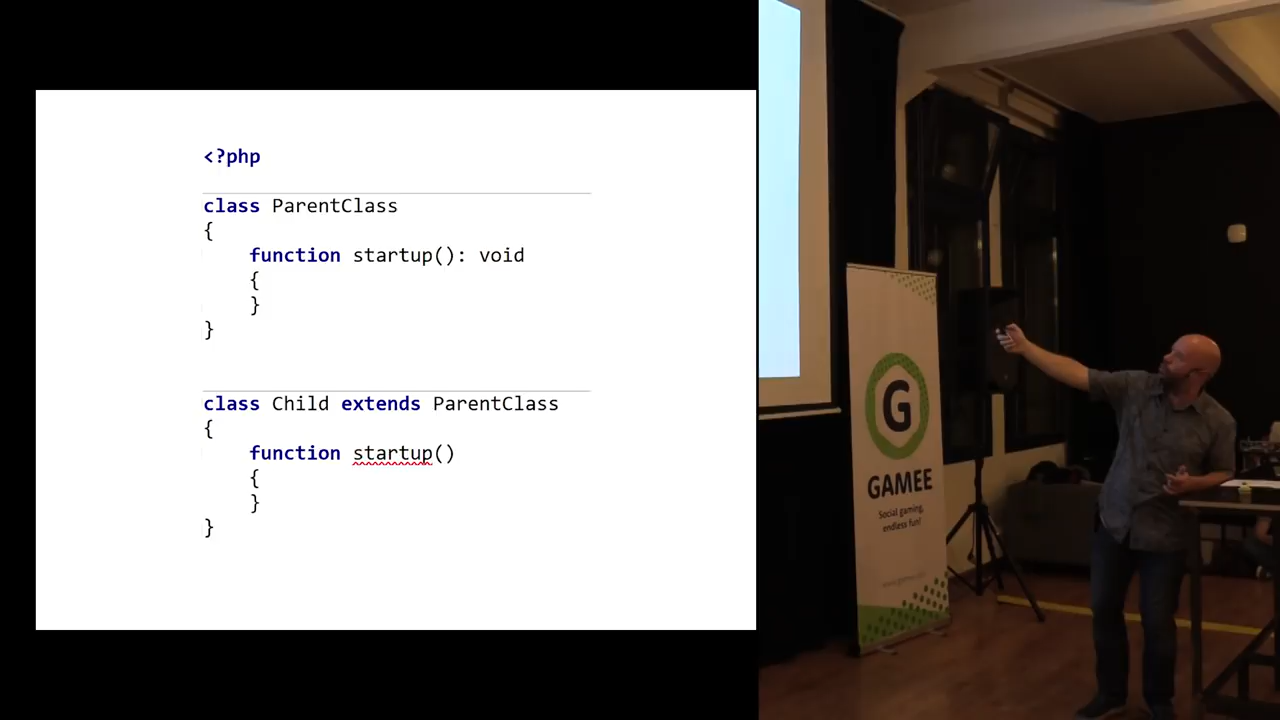 <?php
class ParentClass
{
    function startup(): void
    {
    }
}
class Child extends ParentClass
{
    function startup()
    {
    }
}
G
GAMEE
Social gaming,
endless fun!